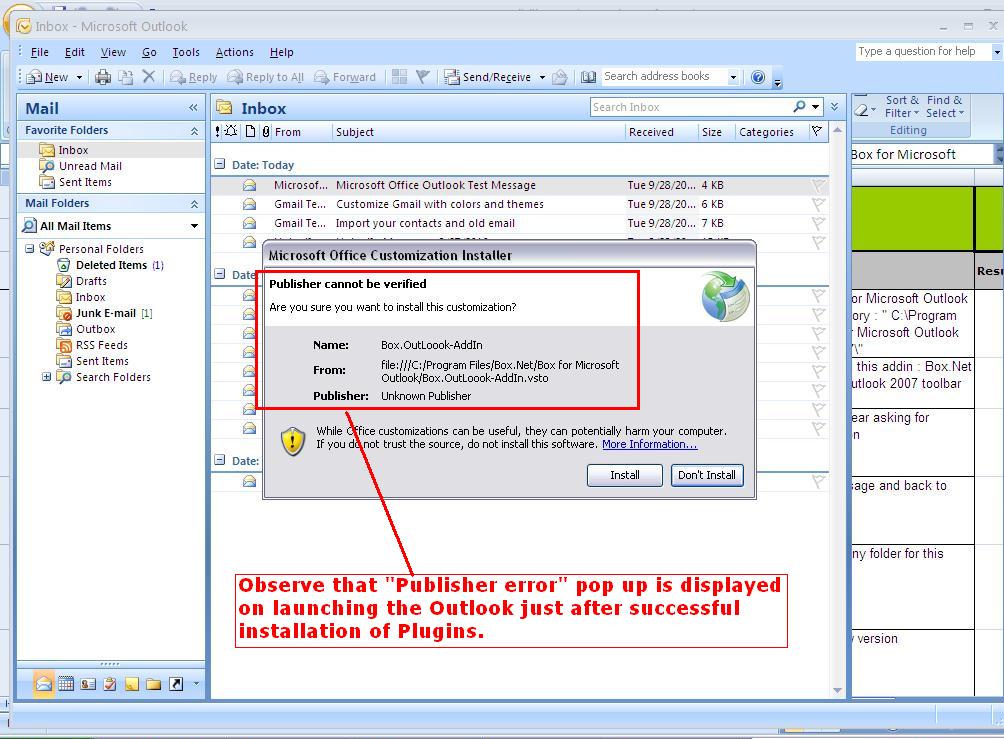 Inbox - Microsoft Outlook
File Edit View Go Tools Actions Help
Type a question for help
New Reply Reply to All Forward Send/Receive Search address books
Mail «
Favorite Folders
Inbox
Unread Mail
Sent Items
Mail Folders
All Mail Items
Personal Folders
Deleted Items (1)
Drafts
Inbox
Junk E-mail [1]
Outbox
RSS Feeds
Sent Items
Search Folders
Inbox
Search Inbox
From Subject Received Size Categories
Date: Today
Microsof... Microsoft Office Outlook Test Message Tue 9/28/20... 4 KB
Gmail Te... Customize Gmail with colors and themes Tue 9/28/20... 6 KB
Gmail Te... Import your contacts and old email Tue 9/28/20... 7 KB
Date:
Date:
Microsoft Office Customization Installer
Publisher cannot be verified
Are you sure you want to install this customization?
Name: Box.OutLoook-AddIn
From: file:///C:/Program Files/Box.Net/Box for Microsoft
Outlook/Box.OutLoook-AddIn.vsto
Publisher: Unknown Publisher
While Office customizations can be useful, they can potentially harm your computer.
If you do not trust the source, do not install this software. More Information...
Install Don't Install
Observe that "Publisher error" pop up is displayed
on launching the Outlook just after successful
installation of Plugins.
Sort & Find &
Filter Select
Editing
Box for Microsoft
Resu
or Microsoft Outlook
ory : " C:\Program
r Microsoft Outlook
7\"
this addin : Box.Net
utlook 2007 toolbar
ear asking for
on
sage and back to
ny folder for this
version